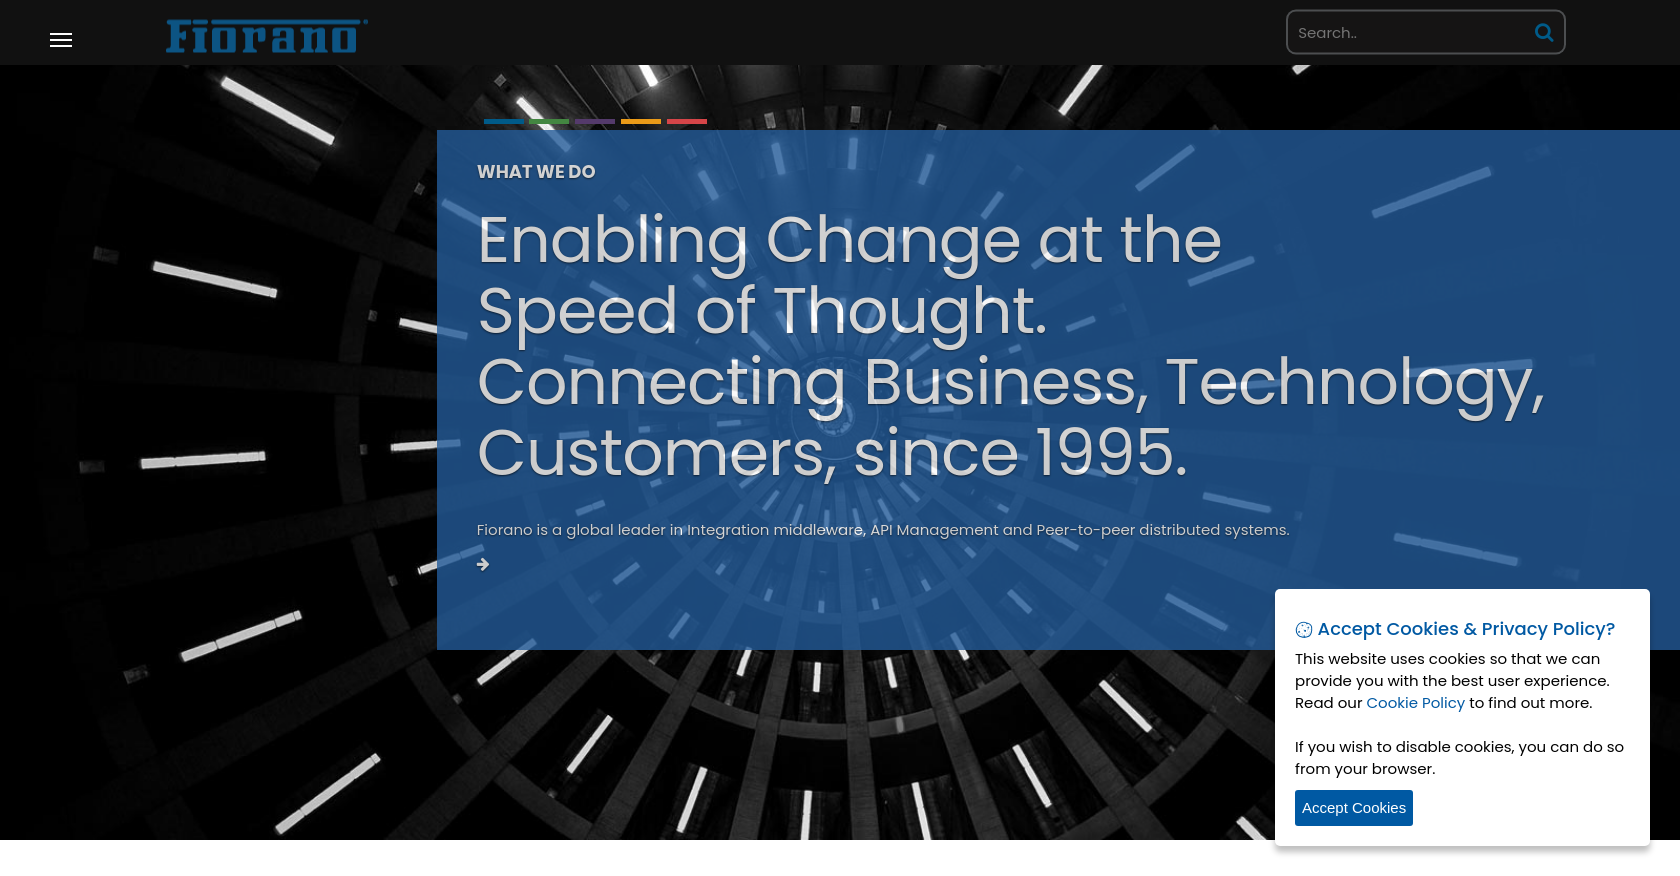 Fiorano
Search..
WHAT WE DO
Enabling Change at the
Speed of Thought.
Connecting Business, Technology,
Customers, since 1995.
Fiorano is a global leader in Integration middleware, API Management and Peer-to-peer distributed systems.
Accept Cookies & Privacy Policy?
This website uses cookies so that we can
provide you with the best user experience.
Read our Cookie Policy to find out more.
If you wish to disable cookies, you can do so
from your browser.
Accept Cookies